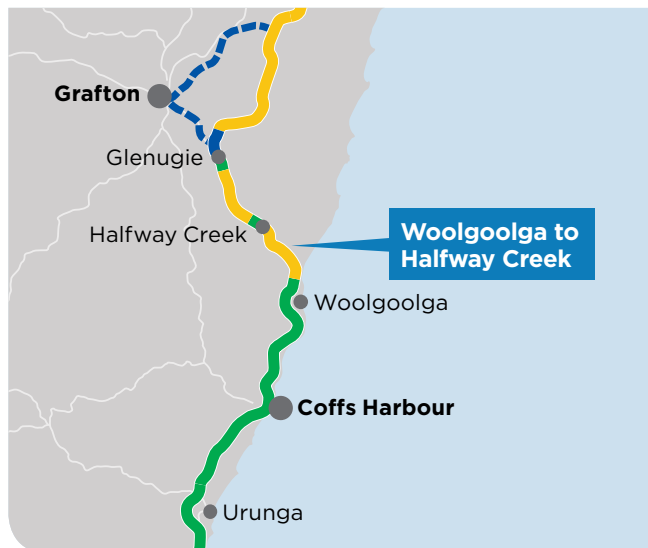 Grafton
Glenugie
Halfway Creek
Woolgoolga to
Halfway Creek
Woolgoolga
Coffs Harbour
Urunga